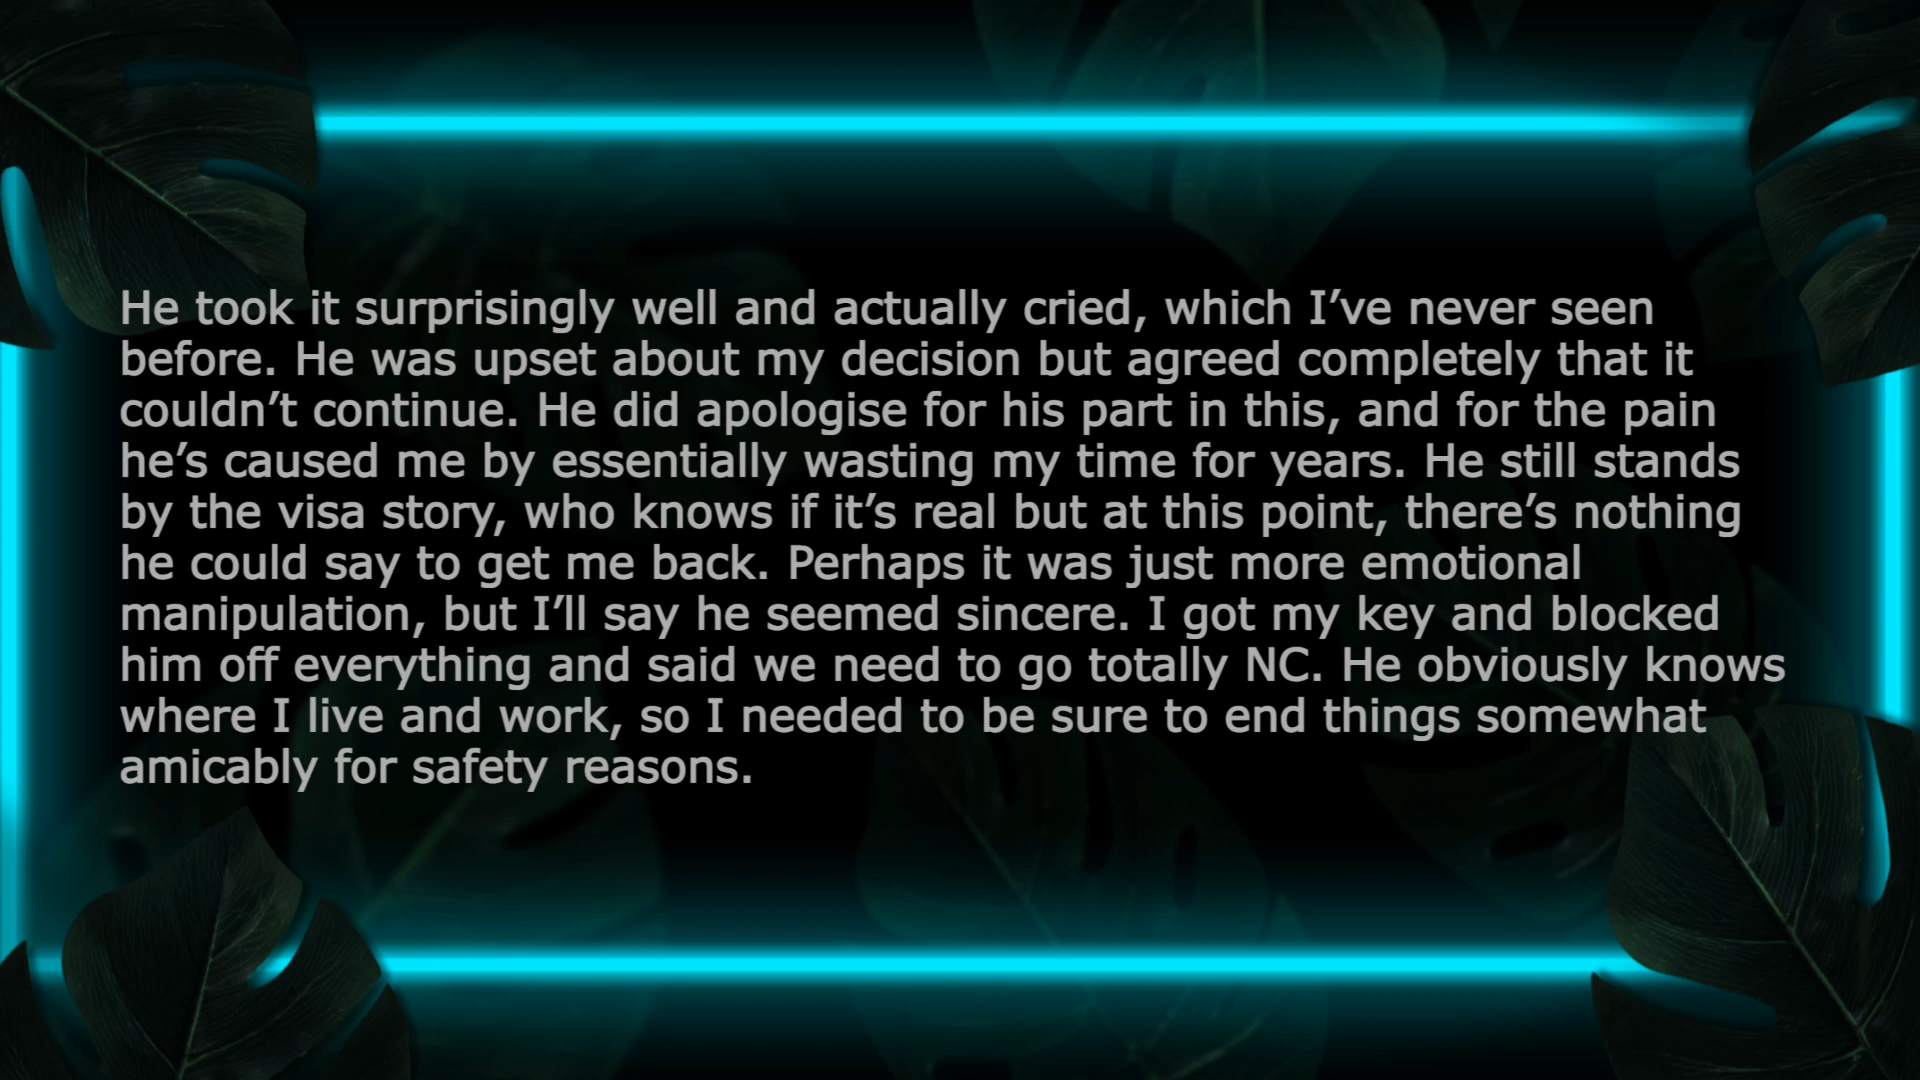 He took it surprisingly well and actually cried, which I’ve never seen
before. He was upset about my decision but agreed completely that it
couldn’t continue. He did apologise for his part in this, and for the pain
he’s caused me by essentially wasting my time for years. He still stands
by the visa story, who knows if it’s real but at this point, there’s nothing
he could say to get me back. Perhaps it was just more emotional
manipulation, but I’ll say he seemed sincere. I got my key and blocked
him off everything and said we need to go totally NC. He obviously knows
where I live and work, so I needed to be sure to end things somewhat
amicably for safety reasons.